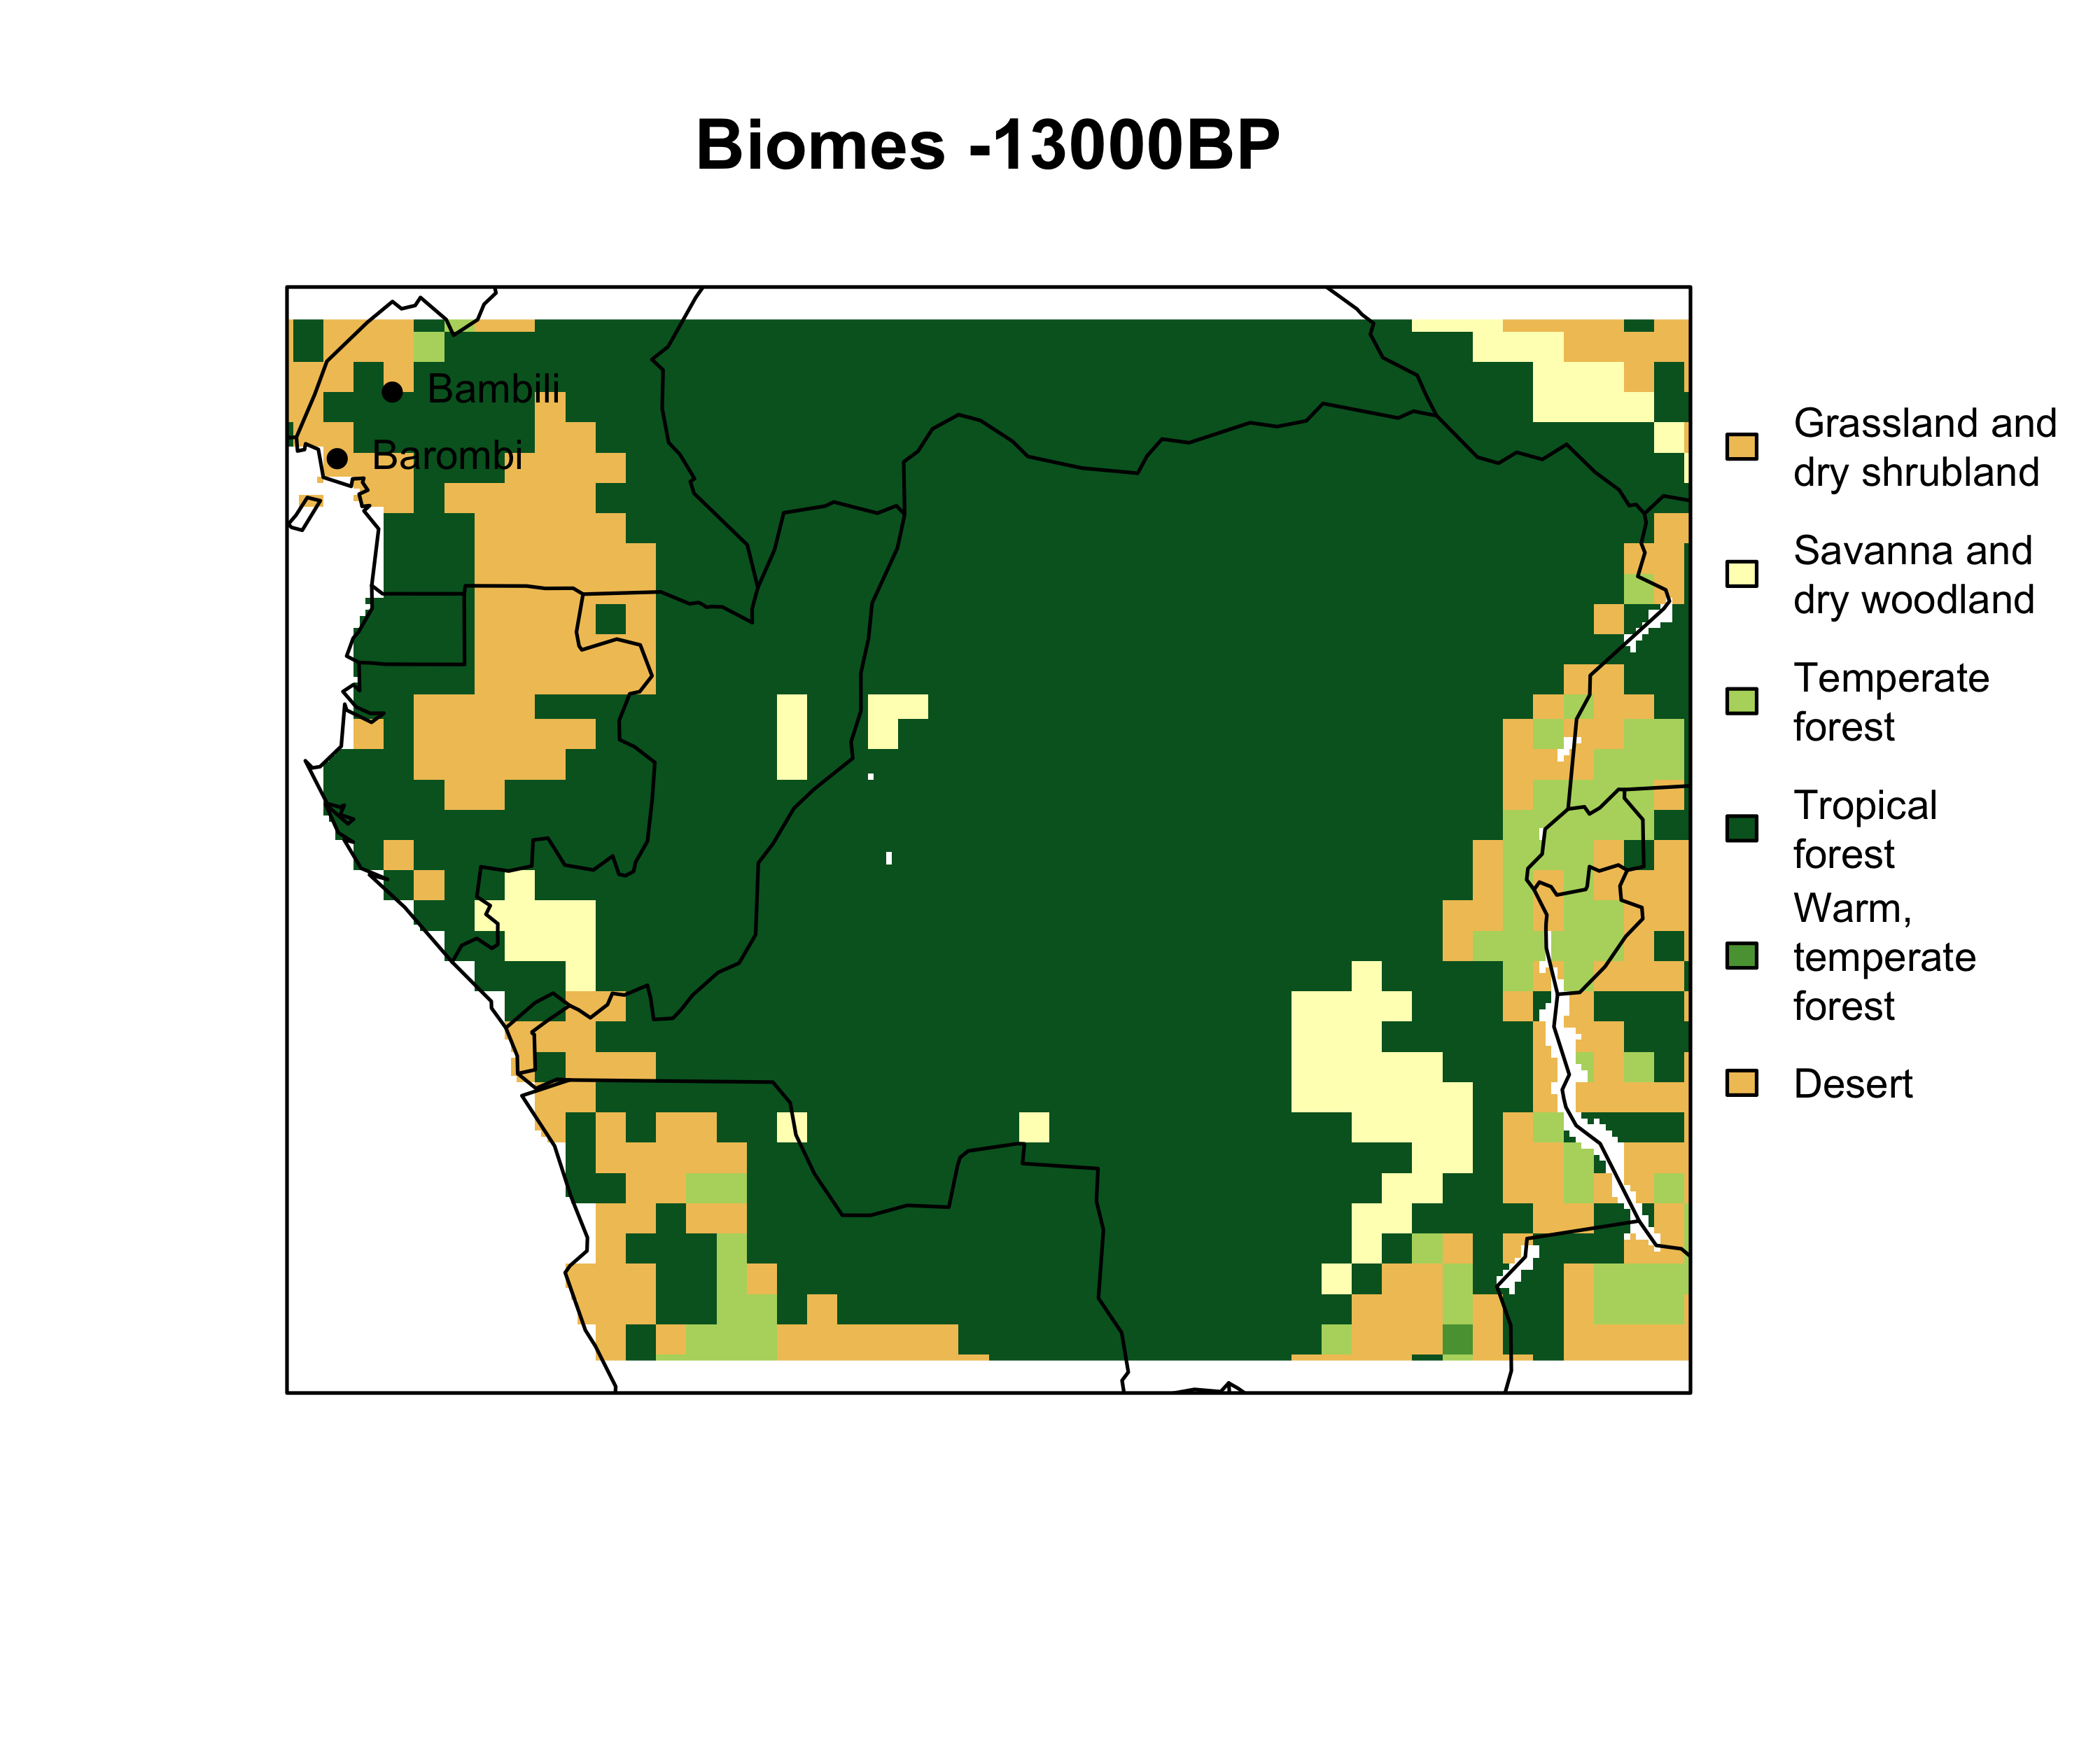 Biomes -13000BP
Bambili
Barombi
Grassland and
dry shrubland
Savanna and
dry woodland
Temperate
forest
Tropical
forest
Warm,
temperate
forest
Desert